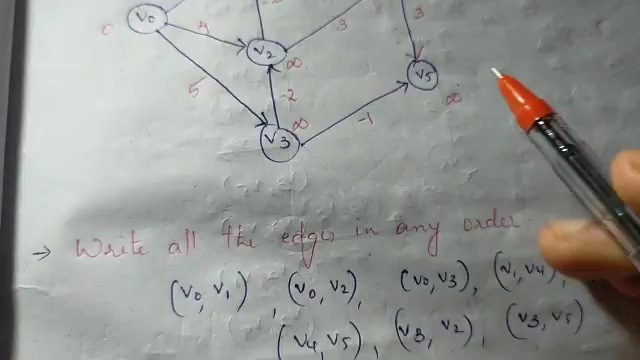 v0
4
v2
3
3
∞
5
-2
v5
∞
∞
-1
v3
→ Write all the edges in any order
(v0, v1), (v0, v2), (v0, v3), (v1, v4),
(v4, v5), (v3, v2), (v3, v5)